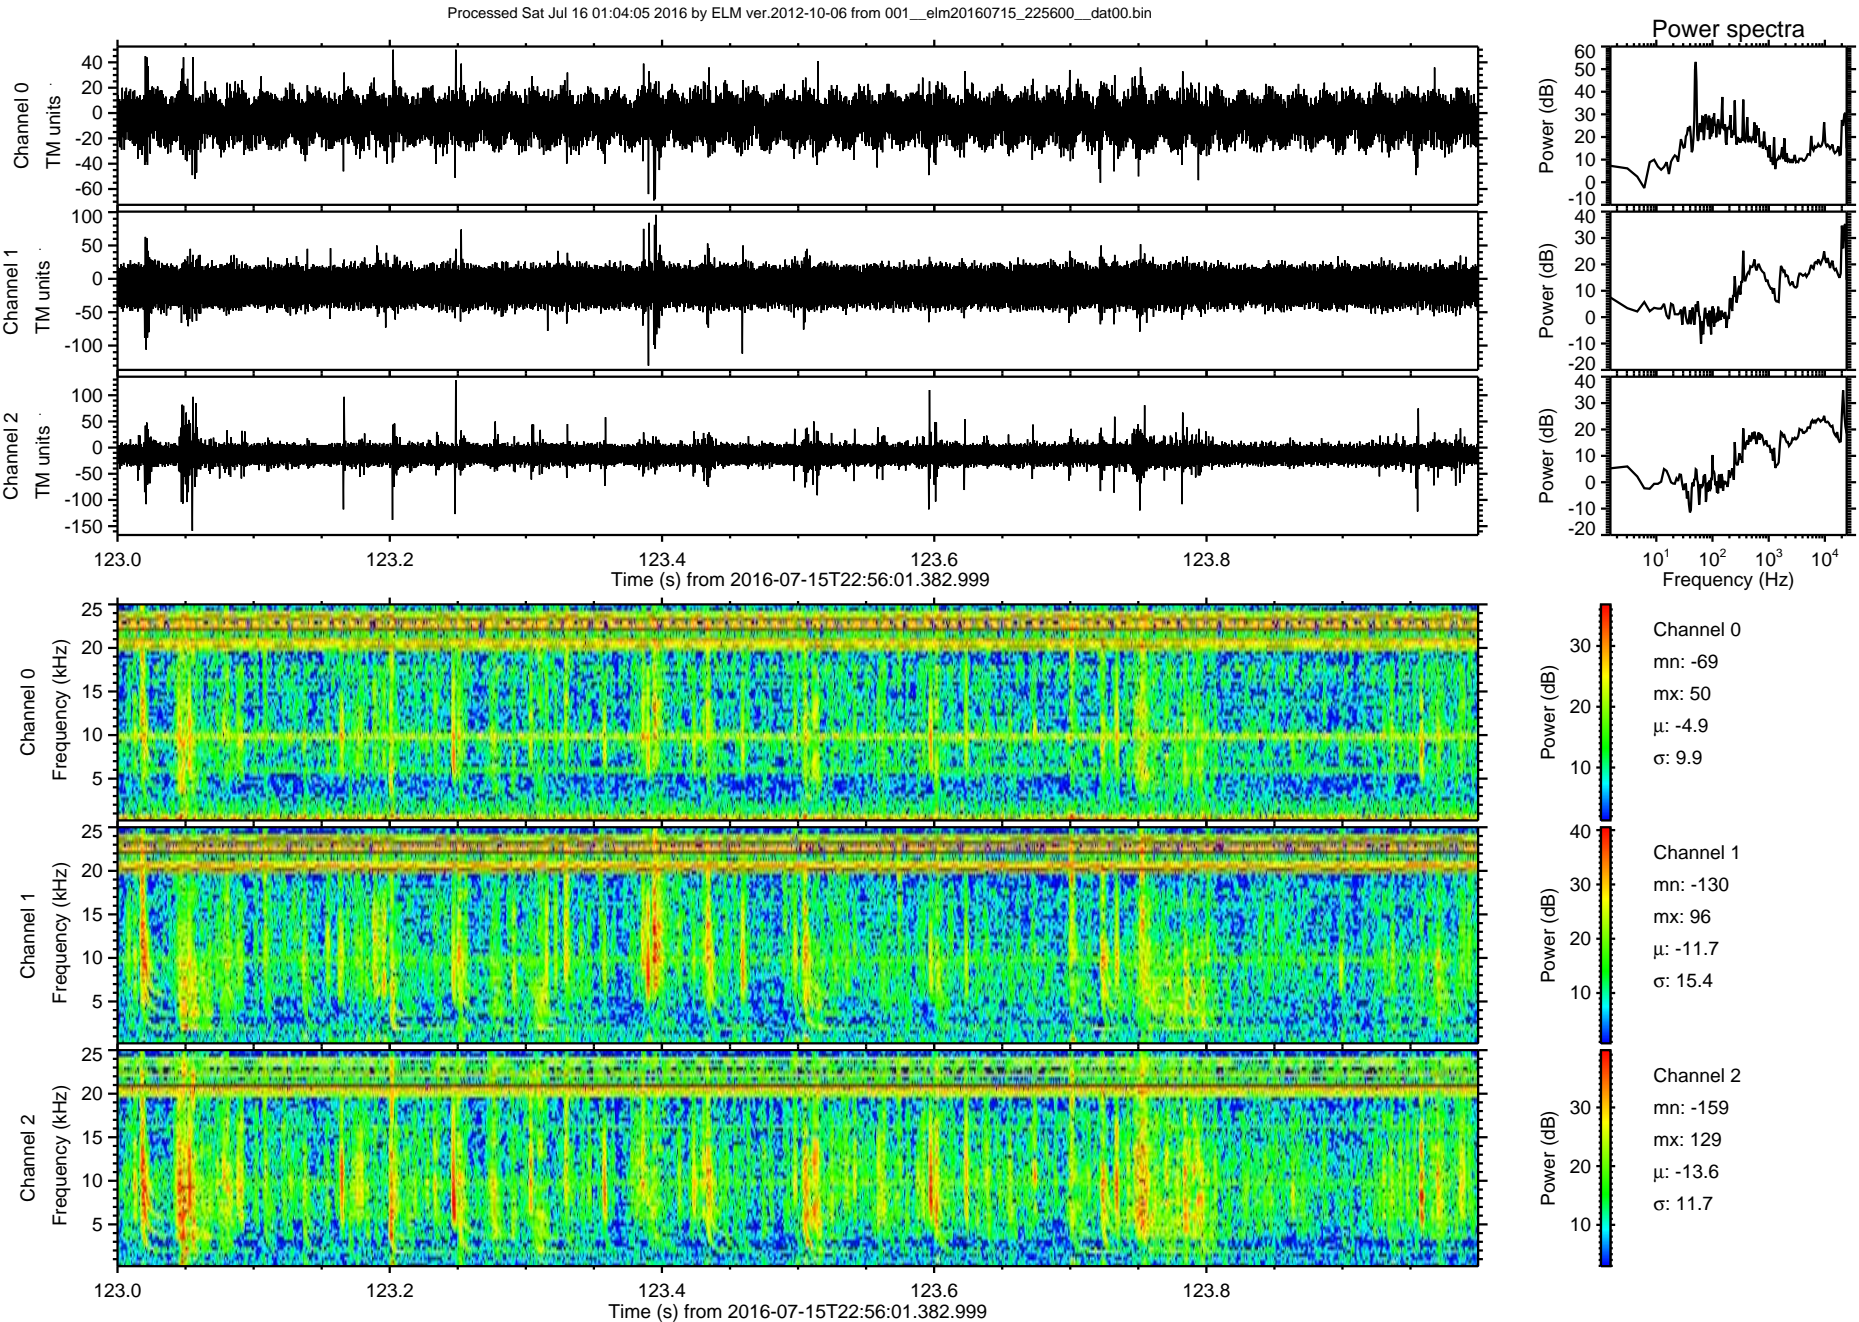 Processed Sat Jul 16 01:04:05 2016 by ELM ver.2012-10-06 from 001__elm20160715_225600__dat00.bin
Power spectra
Channel 0
TM units
40
20
0
-20
-40
-60
Power (dB)
60
50
40
30
20
10
0
-10
Channel 1
TM units
100
50
0
-50
-100
Power (dB)
40
30
20
10
0
-10
-20
Channel 2
TM units
100
50
0
-50
-100
-150
Power (dB)
40
30
20
10
0
-10
-20
123.0 123.2 123.4 123.6 123.8
Time (s) from 2016-07-15T22:56:01.382.999
10^1 10^2 10^3 10^4
Frequency (Hz)
Channel 0
Frequency (kHz)
25
20
15
10
5
Power (dB)
30
20
10
Channel 0
mn: -69
mx: 50
μ: -4.9
σ: 9.9
Channel 1
Frequency (kHz)
25
20
15
10
5
Power (dB)
40
30
20
10
Channel 1
mn: -130
mx: 96
μ: -11.7
σ: 15.4
Channel 2
Frequency (kHz)
25
20
15
10
5
Power (dB)
30
20
10
Channel 2
mn: -159
mx: 129
μ: -13.6
σ: 11.7
123.0 123.2 123.4 123.6 123.8
Time (s) from 2016-07-15T22:56:01.382.999